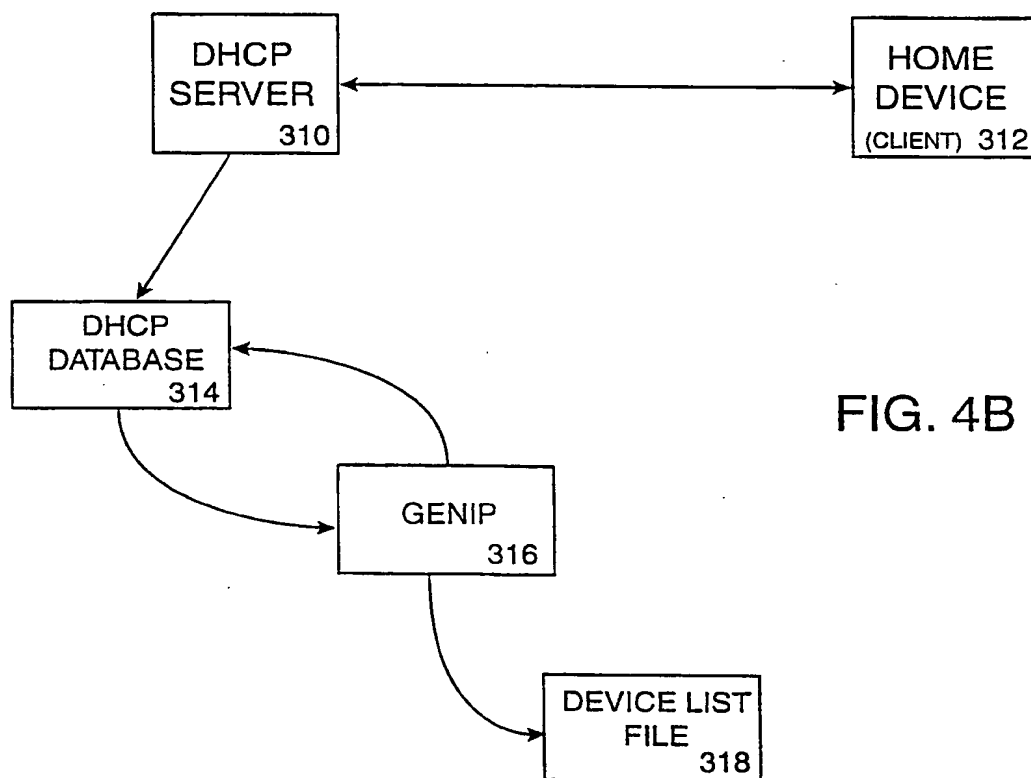 DHCP
SERVER
310
HOME
DEVICE
(CLIENT) 312
DHCP
DATABASE
314
FIG. 4B
GENIP
316
DEVICE LIST
FILE
318